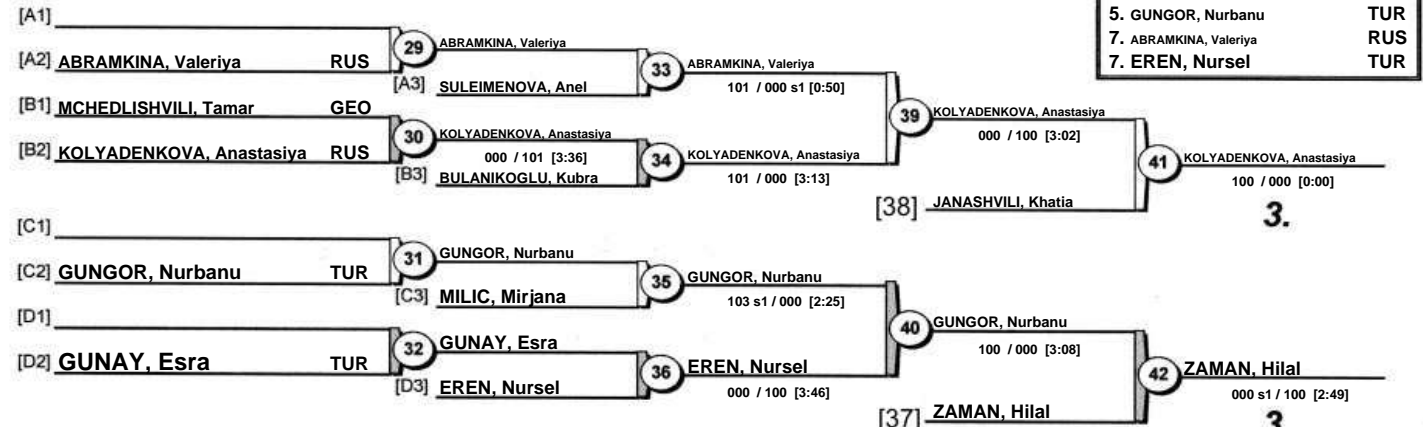 [A1]
[A2] ABRAMKINA, Valeriya RUS
29
ABRAMKINA, Valeriya
[A3] SULEIMENOVA, Anel
33
ABRAMKINA, Valeriya
101 / 000 s1 [0:50]
[B1] MCHEDLISHVILI, Tamar GEO
[B2] KOLYADENKOVA, Anastasiya RUS
30
KOLYADENKOVA, Anastasiya
000 / 101 [3:36]
[B3] BULANIKOGLU, Kubra
34
KOLYADENKOVA, Anastasiya
101 / 000 [3:13]
39
KOLYADENKOVA, Anastasiya
000 / 100 [3:02]
[38] JANASHVILI, Khatia
41
KOLYADENKOVA, Anastasiya
100 / 000 [0:00]
3.
5. GUNGOR, Nurbanu TUR
7. ABRAMKINA, Valeriya RUS
7. EREN, Nursel TUR
[C1]
[C2] GUNGOR, Nurbanu TUR
31
GUNGOR, Nurbanu
[C3] MILIC, Mirjana
35
GUNGOR, Nurbanu
103 s1 / 000 [2:25]
[D1]
[D2] GUNAY, Esra TUR
32
GUNAY, Esra
[D3] EREN, Nursel
36
EREN, Nursel
000 / 100 [3:46]
40
GUNGOR, Nurbanu
100 / 000 [3:08]
[37] ZAMAN, Hilal
42
ZAMAN, Hilal
000 s1 / 100 [2:49]
3